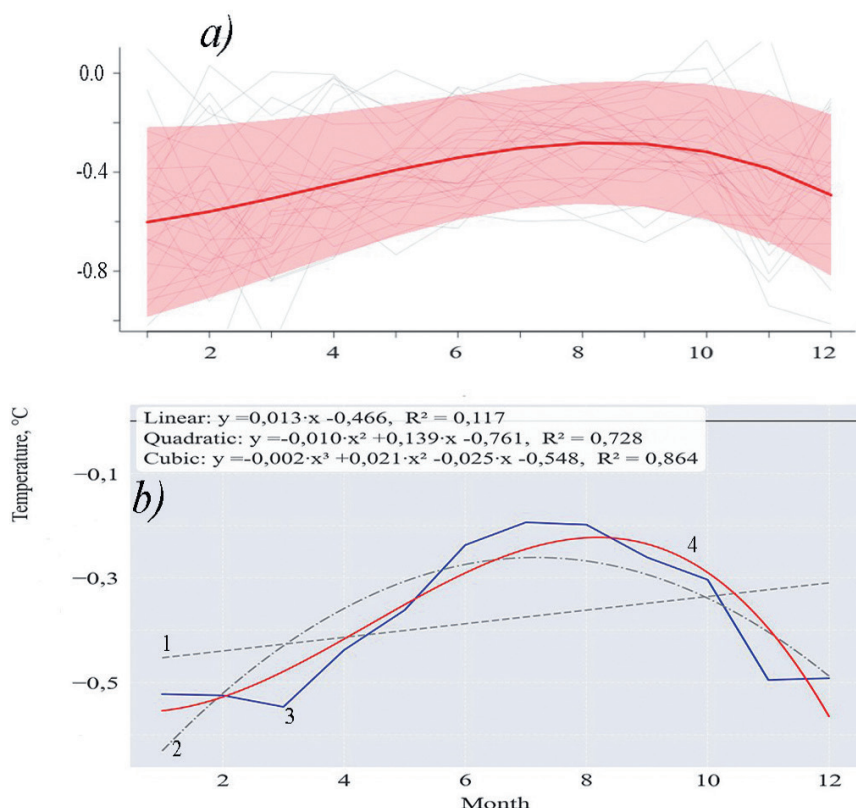 a)
0.0
-0.4
-0.8
2 4 6 8 10 12
Temperature, °C
b)
Linear: y =0,013·x -0,466, R² = 0,117
Quadratic: y =-0,010·x² +0,139·x -0,761, R² = 0,728
Cubic: y =-0,002·x³ +0,021·x² -0,025·x -0,548, R² = 0,864
−0,1
−0,3
−0,5
1
2
3
4
2 4 6 8 10 12
Month